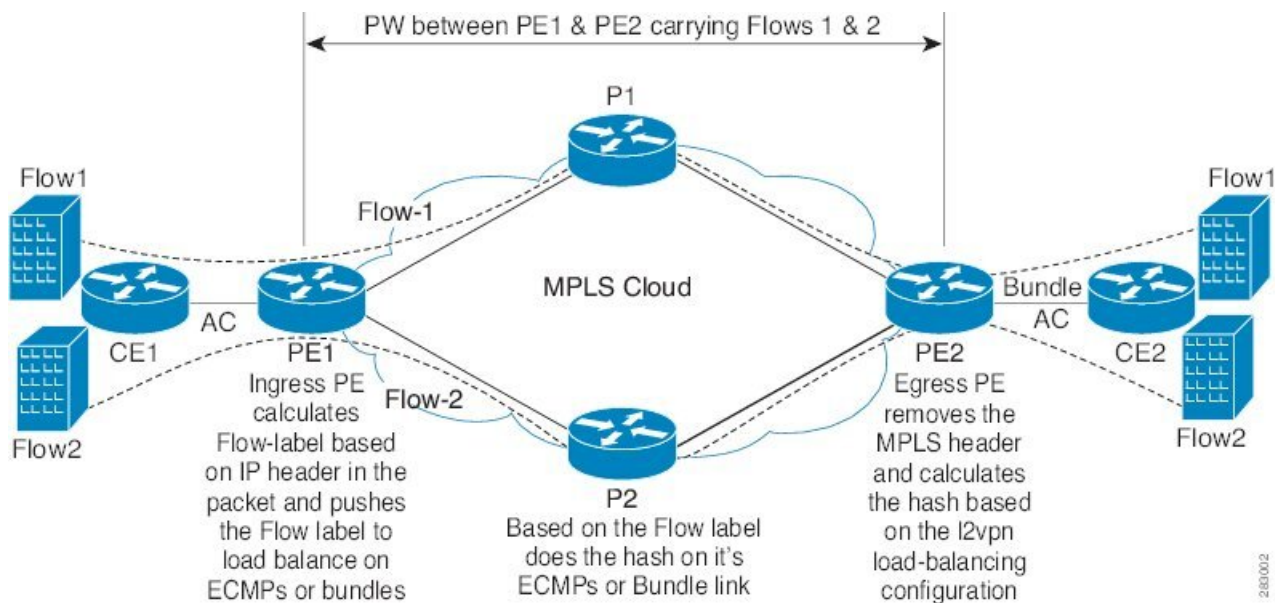 PW between PE1 & PE2 carrying Flows 1 & 2
P1
Flow1
Flow1
Flow-1
MPLS Cloud
Bundle
AC
AC
CE1
PE1
PE2
CE2
Flow2
Flow-2
Flow2
Ingress PE
calculates
Flow-label based
on IP header in the
packet and pushes
the Flow label to
load balance on
ECMPs or bundles
P2
Based on the Flow label
does the hash on it's
ECMPs or Bundle link
Egress PE
removes the
MPLS header
and calculates
the hash based
on the l2vpn
load-balancing
configuration
283002